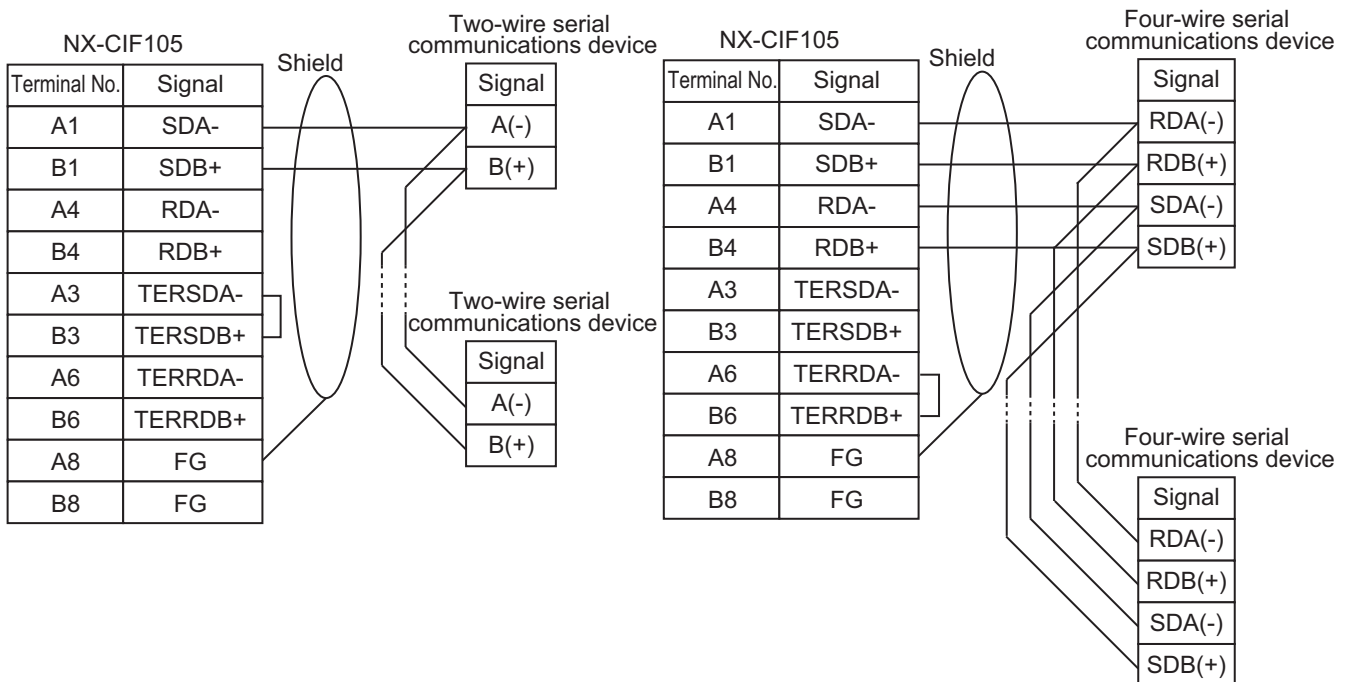 NX-CIF105
Shield
Two-wire serial
communications device
Terminal No. Signal
A1 SDA-
B1 SDB+
A4 RDA-
B4 RDB+
A3 TERSDA-
B3 TERSDB+
A6 TERRDA-
B6 TERRDB+
A8 FG
B8 FG
Signal
A(-)
B(+)
Two-wire serial
communications device
Signal
A(-)
B(+)
NX-CIF105
Shield
Four-wire serial
communications device
Terminal No. Signal
A1 SDA-
B1 SDB+
A4 RDA-
B4 RDB+
A3 TERSDA-
B3 TERSDB+
A6 TERRDA-
B6 TERRDB+
A8 FG
B8 FG
Signal
RDA(-)
RDB(+)
SDA(-)
SDB(+)
Four-wire serial
communications device
Signal
RDA(-)
RDB(+)
SDA(-)
SDB(+)